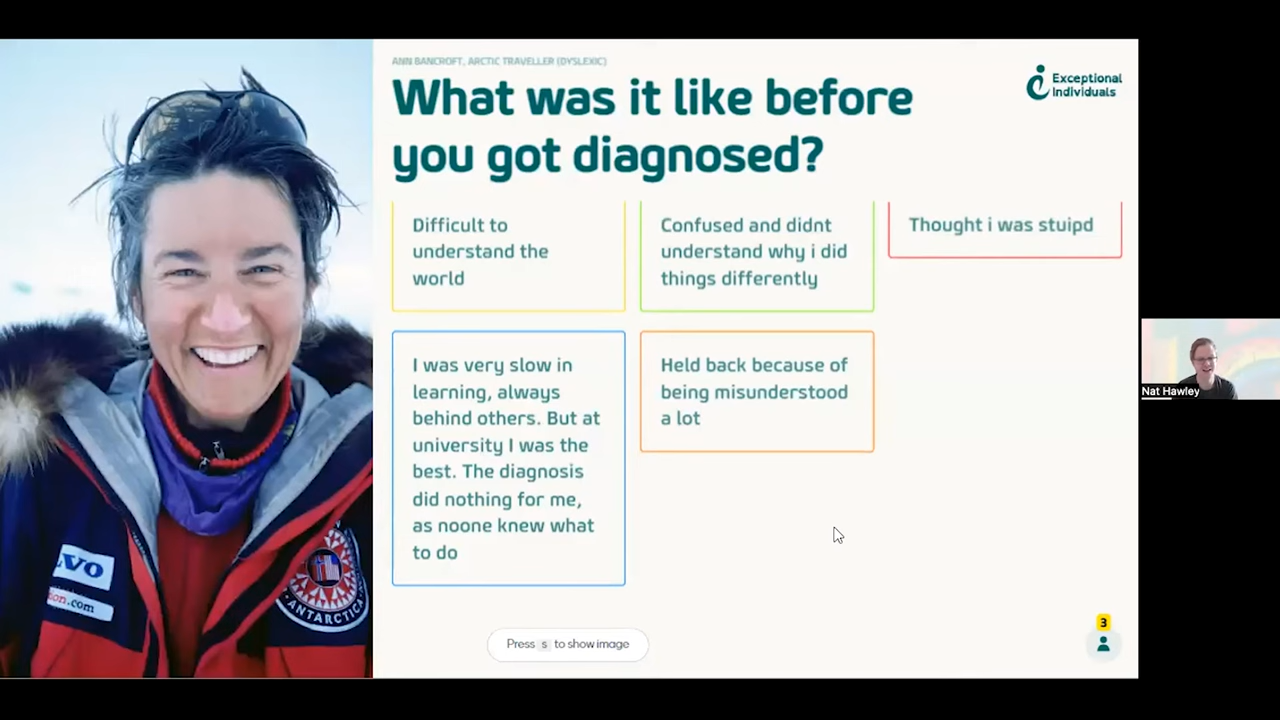 ANN BANCROFT, ARCTIC TRAVELLER (DYSLEXIC)
What was it like before
you got diagnosed?
Exceptional
Individuals
Difficult to
understand the
world
Confused and didnt
understand why i did
things differently
Thought i was stuipd
I was very slow in
learning, always
behind others. But at
university I was the
best. The diagnosis
did nothing for me,
as noone knew what
to do
Held back because of
being misunderstood
a lot
VO
on.com
ANTARCTICA
Press s to show image
3
Nat Hawley